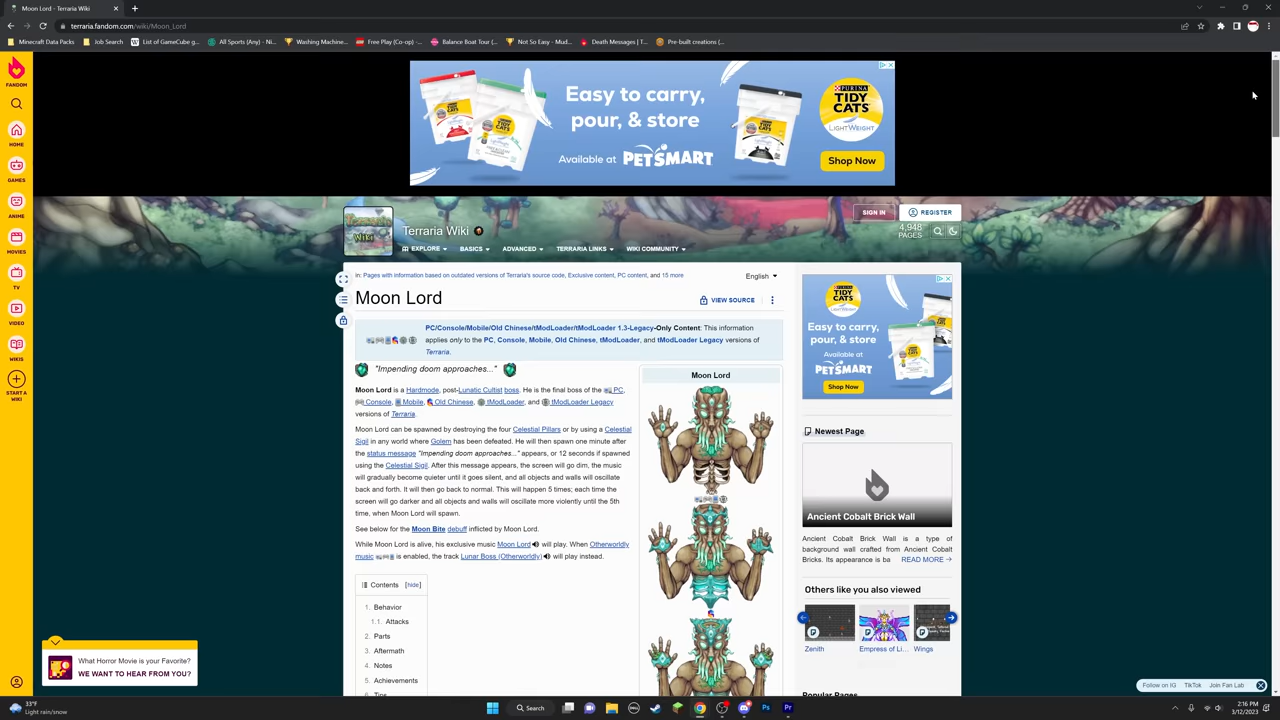 Moon Lord - Terraria Wiki
terraria.fandom.com/wiki/Moon_Lord
Minecraft Data Packs
Job Search
List of GameCube g...
All Sports (Any) - Ni...
Washing Machine...
Free Play (Co-op) -...
Balance Boat Tour (...
Not So Easy - Mud...
Death Messages | T...
Pre-built creations |...
FANDOM
HOME
GAMES
ANIME
MOVIES
TV
VIDEO
WIKIS
START A
WIKI
Easy to carry,
pour, & store
Available at PETSMART
PURINA
TIDY
CATS
LIGHTWEIGHT
Shop Now
SIGN IN
REGISTER
Terraria Wiki
4,948
PAGES
EXPLORE
BASICS
ADVANCED
TERRARIA LINKS
WIKI COMMUNITY
in: Pages with information based on outdated versions of Terraria's source code, Exclusive content, PC content, and 15 more
English
Moon Lord
VIEW SOURCE
PC/Console/Mobile/Old Chinese/tModLoader/tModLoader 1.3-Legacy-Only Content: This information
applies only to the PC, Console, Mobile, Old Chinese, tModLoader, and tModLoader Legacy versions of
Terraria.
"Impending doom approaches..."
Moon Lord is a Hardmode, post-Lunatic Cultist boss. He is the final boss of the PC,
Console, Mobile, Old Chinese, tModLoader, and tModLoader Legacy
versions of Terraria.
Moon Lord can be spawned by destroying the four Celestial Pillars or by using a Celestial
Sigil in any world where Golem has been defeated. He will then spawn one minute after
the status message "Impending doom approaches..." appears, or 12 seconds if spawned
using the Celestial Sigil. After this message appears, the screen will go dim, the music
will gradually become quieter until it goes silent, and all objects and walls will oscillate
back and forth. It will then go back to normal. This will happen 5 times; each time the
screen will go darker and all objects and walls will oscillate more violently until the 5th
time, when Moon Lord will spawn.
See below for the Moon Bite debuff inflicted by Moon Lord.
While Moon Lord is alive, his exclusive music Moon Lord will play. When Otherworldly
music is enabled, the track Lunar Boss (Otherworldly) will play instead.
Contents [hide]
1. Behavior
1.1. Attacks
2. Parts
3. Aftermath
4. Notes
5. Achievements
6. Tips
Moon Lord
Easy to carry,
pour, & store
Available at PETSMART
Shop Now
Newest Page
Ancient Cobalt Brick Wall
Ancient Cobalt Brick Wall is a type of
background wall crafted from Ancient Cobalt
Bricks. Its appearance is ba READ MORE
Others like you also viewed
Zenith
Empress of Li...
Wings
Popular Pages
What Horror Movie is your Favorite?
WE WANT TO HEAR FROM YOU?
Follow on IG
TikTok
Join Fan Lab
33°F
Light rain/snow
Search
2:16 PM
3/12/2023